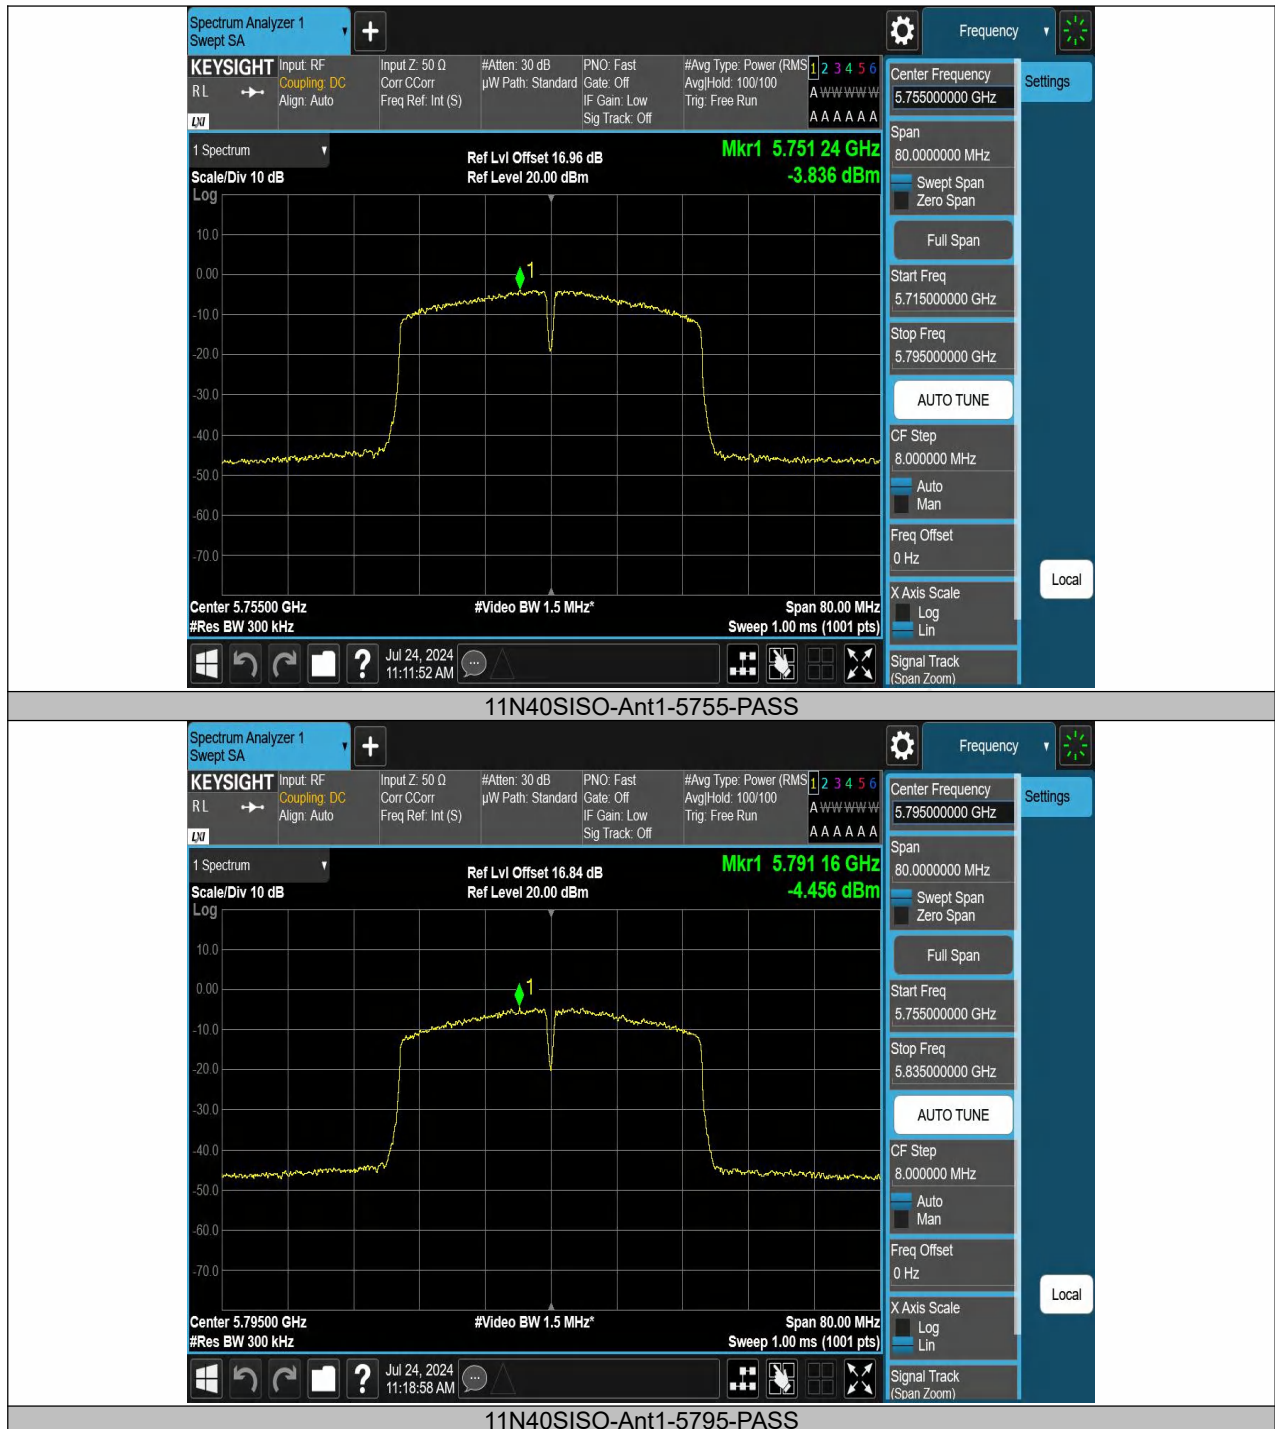 Spectrum Analyzer 1
Swept SA
+
Frequency
KEYSIGHT
R L
LXI
Input: RF
Coupling: DC
Align: Auto
Input Z: 50 Ω
Corr CCorr
Freq Ref: Int (S)
#Atten: 30 dB
µW Path: Standard
PNO: Fast
Gate: Off
IF Gain: Low
Sig Track: Off
#Avg Type: Power (RMS
Avg|Hold: 100/100
Trig: Free Run
1 2 3 4 5 6
A W W W W W
A A A A A A
1 Spectrum
Scale/Div 10 dB
Log
Ref Lvl Offset 16.96 dB
Ref Level 20.00 dBm
Mkr1 5.751 24 GHz
-3.836 dBm
1
10.0
0.00
-10.0
-20.0
-30.0
-40.0
-50.0
-60.0
-70.0
Center 5.75500 GHz
#Res BW 300 kHz
#Video BW 1.5 MHz*
Span 80.00 MHz
Sweep 1.00 ms (1001 pts)
Center Frequency
5.755000000 GHz
Settings
Span
80.0000000 MHz
Swept Span
Zero Span
Full Span
Start Freq
5.715000000 GHz
Stop Freq
5.795000000 GHz
AUTO TUNE
CF Step
8.000000 MHz
Auto
Man
Freq Offset
0 Hz
X Axis Scale
Log
Lin
Local
Signal Track
(Span Zoom)
?
Jul 24, 2024
11:11:52 AM
11N40SISO-Ant1-5755-PASS
Spectrum Analyzer 1
Swept SA
+
Frequency
KEYSIGHT
R L
LXI
Input: RF
Coupling: DC
Align: Auto
Input Z: 50 Ω
Corr CCorr
Freq Ref: Int (S)
#Atten: 30 dB
µW Path: Standard
PNO: Fast
Gate: Off
IF Gain: Low
Sig Track: Off
#Avg Type: Power (RMS
Avg|Hold: 100/100
Trig: Free Run
1 2 3 4 5 6
A W W W W W
A A A A A A
1 Spectrum
Scale/Div 10 dB
Log
Ref Lvl Offset 16.84 dB
Ref Level 20.00 dBm
Mkr1 5.791 16 GHz
-4.456 dBm
1
10.0
0.00
-10.0
-20.0
-30.0
-40.0
-50.0
-60.0
-70.0
Center 5.79500 GHz
#Res BW 300 kHz
#Video BW 1.5 MHz*
Span 80.00 MHz
Sweep 1.00 ms (1001 pts)
Center Frequency
5.795000000 GHz
Settings
Span
80.0000000 MHz
Swept Span
Zero Span
Full Span
Start Freq
5.755000000 GHz
Stop Freq
5.835000000 GHz
AUTO TUNE
CF Step
8.000000 MHz
Auto
Man
Freq Offset
0 Hz
X Axis Scale
Log
Lin
Local
Signal Track
(Span Zoom)
?
Jul 24, 2024
11:18:58 AM
11N40SISO-Ant1-5795-PASS